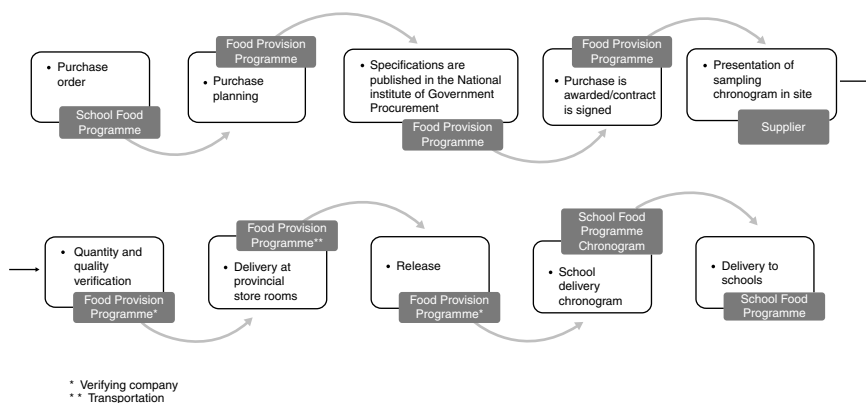 • Purchase
order
School Food
Programme
Food Provision
Programme
• Purchase
planning
• Specifications are
published in the National
institute of Government
Procurement
Food Provision
Programme
Food Provision
Programme
• Purchase is
awarded/contract
is signed
• Presentation of
sampling
chronogram in site
Supplier
• Quantity and
quality
verification
Food Provision
Programme*
Food Provision
Programme**
• Delivery at
provincial
store rooms
• Release
Food Provision
Programme*
School Food
Programme
Chronogram
• School
delivery
chronogram
• Delivery to
schools
School Food
Programme
* Verifying company
* * Transportation